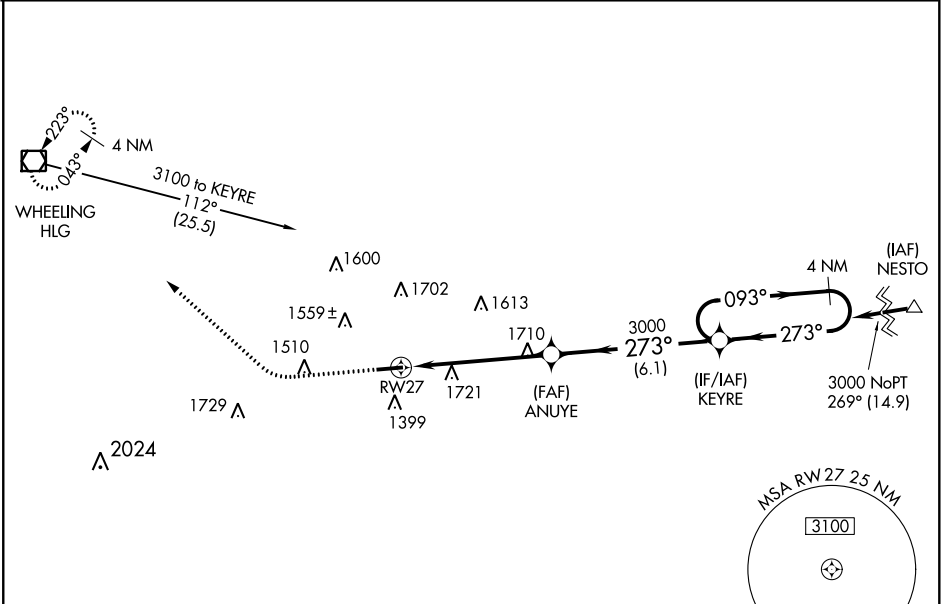 223°
043°
4 NM
WHEELING
HLG
3100 to KEYRE
112°
(25.5)
1600
1702
1613
1559±
1510
1710
RW27
1721
1399
1729
2024
(FAF)
ANUYE
3000
273°
(6.1)
093°
4 NM
273°
(IF/IAF)
KEYRE
(IAF)
NESTO
3000 NoPT
269° (14.9)
MSA RW27 25 NM
3100